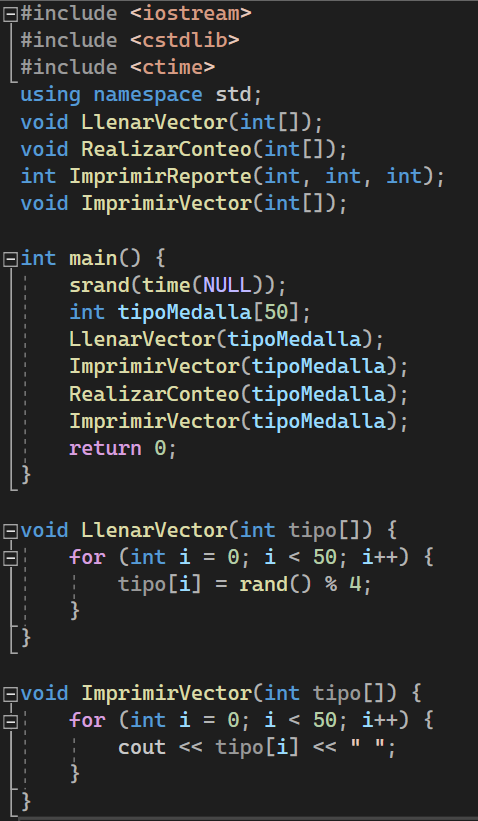 #include <iostream>
#include <cstdlib>
#include <ctime>
using namespace std;
void LlenarVector(int[]);
void RealizarConteo(int[]);
int ImprimirReporte(int, int, int);
void ImprimirVector(int[]);

int main() {
    srand(time(NULL));
    int tipoMedalla[50];
    LlenarVector(tipoMedalla);
    ImprimirVector(tipoMedalla);
    RealizarConteo(tipoMedalla);
    ImprimirVector(tipoMedalla);
    return 0;
}

void LlenarVector(int tipo[]) {
    for (int i = 0; i < 50; i++) {
        tipo[i] = rand() % 4;
    }
}

void ImprimirVector(int tipo[]) {
    for (int i = 0; i < 50; i++) {
        cout << tipo[i] << " ";
    }
}